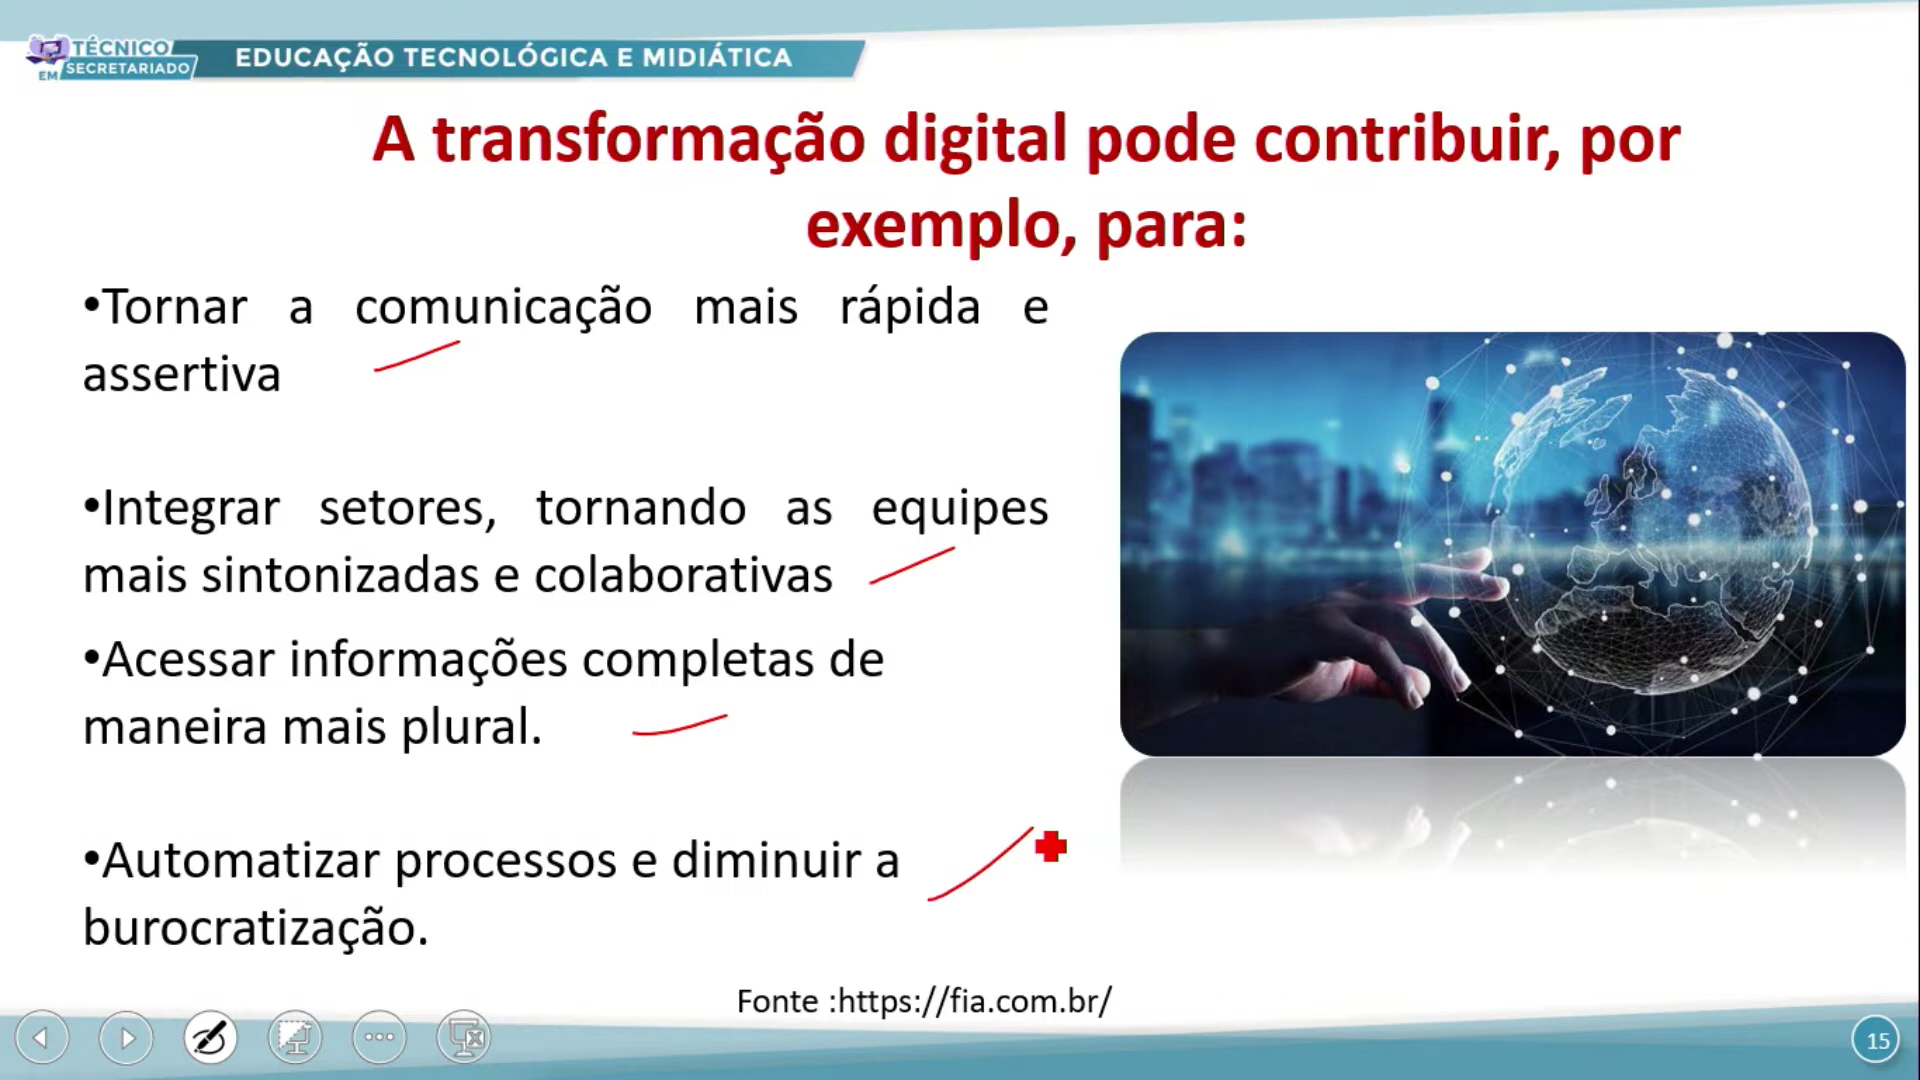 TÉCNICO
EM SECRETARIADO
EDUCAÇÃO TECNOLÓGICA E MIDIÁTICA
A transformação digital pode contribuir, por
exemplo, para:
•Tornar a comunicação mais rápida e
assertiva
•Integrar setores, tornando as equipes
mais sintonizadas e colaborativas
•Acessar informações completas de
maneira mais plural.
•Automatizar processos e diminuir a
burocratização.
Fonte :https://fia.com.br/
15